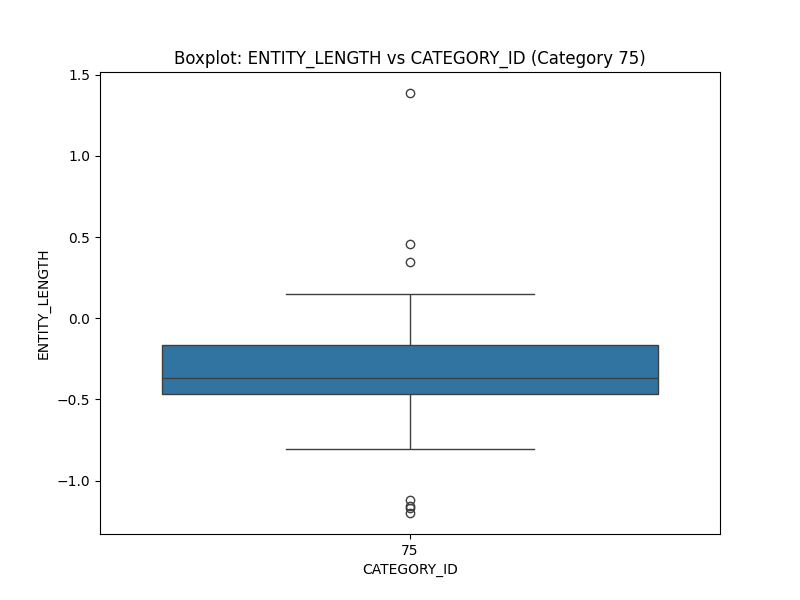 Boxplot: ENTITY_LENGTH vs CATEGORY_ID (Category 75)
1.5
1.0
0.5
0.0
−0.5
−1.0
ENTITY_LENGTH
75
CATEGORY_ID